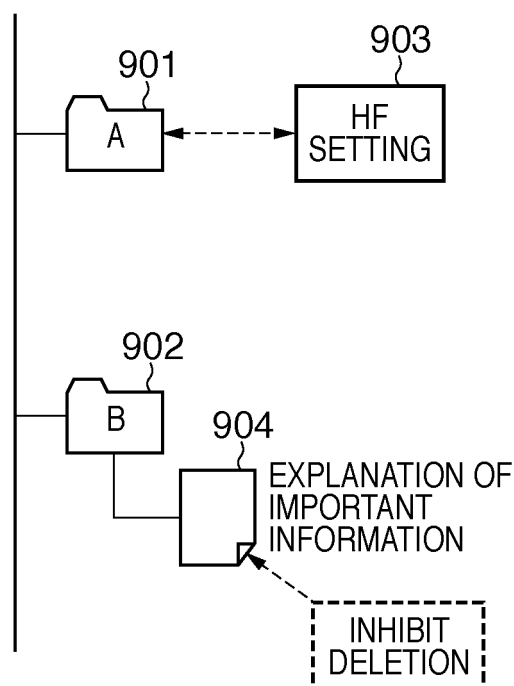 901
A
903
HF
SETTING
902
B
904
EXPLANATION OF
IMPORTANT
INFORMATION
INHIBIT
DELETION